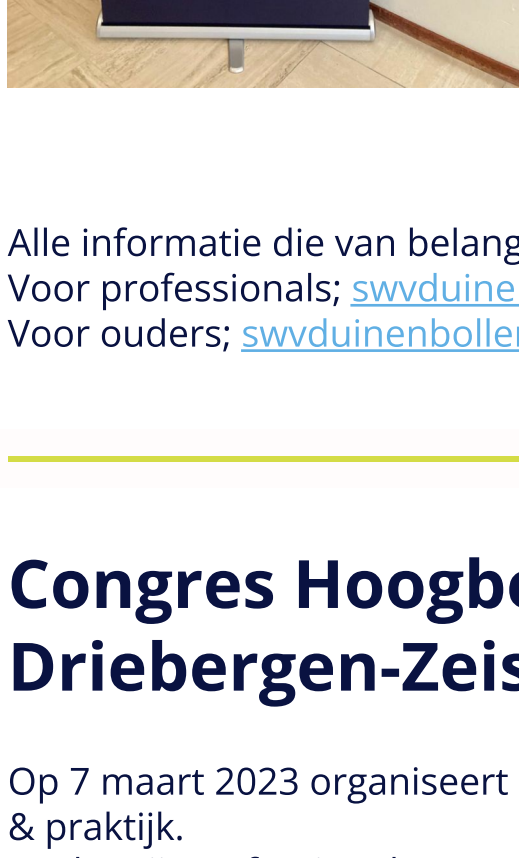 Alle informatie die van belang
Voor professionals; swvduine
Voor ouders; swvduinenbolle
Congres Hoogb
Driebergen-Zeis
Op 7 maart 2023 organiseert
& praktijk.